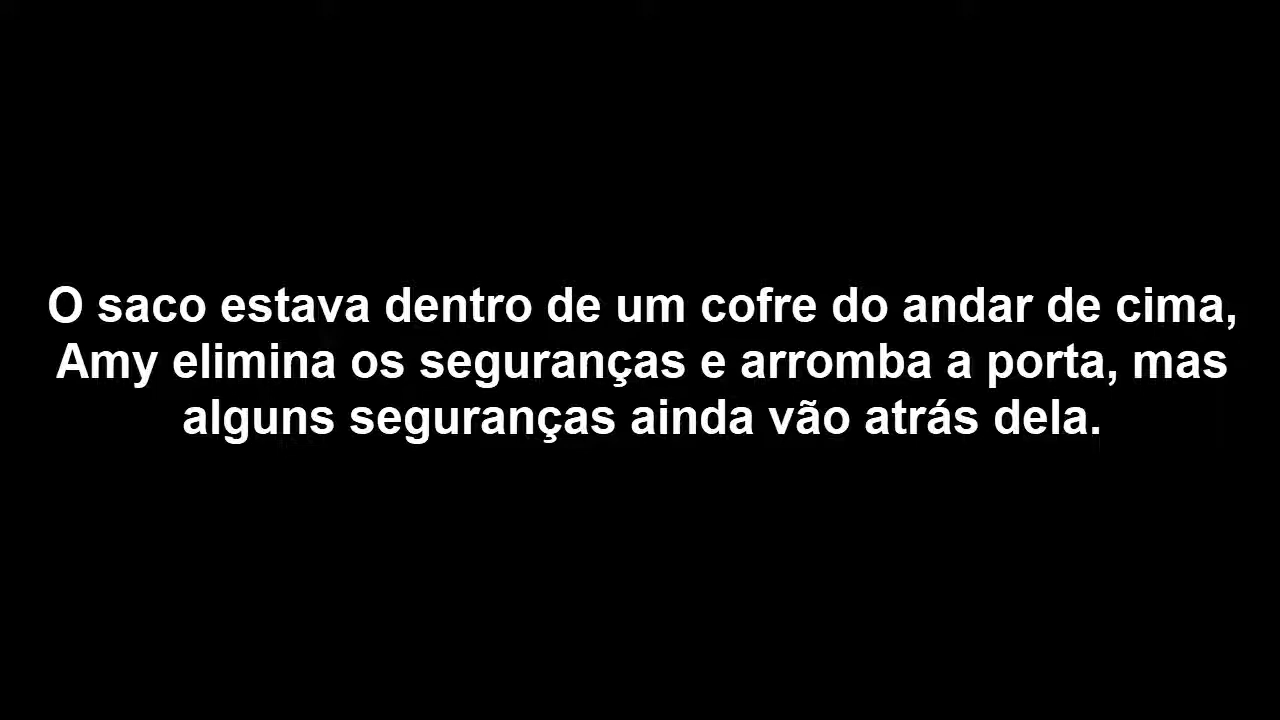 O saco estava dentro de um cofre do andar de cima,
Amy elimina os seguranças e arromba a porta, mas
alguns seguranças ainda vão atrás dela.